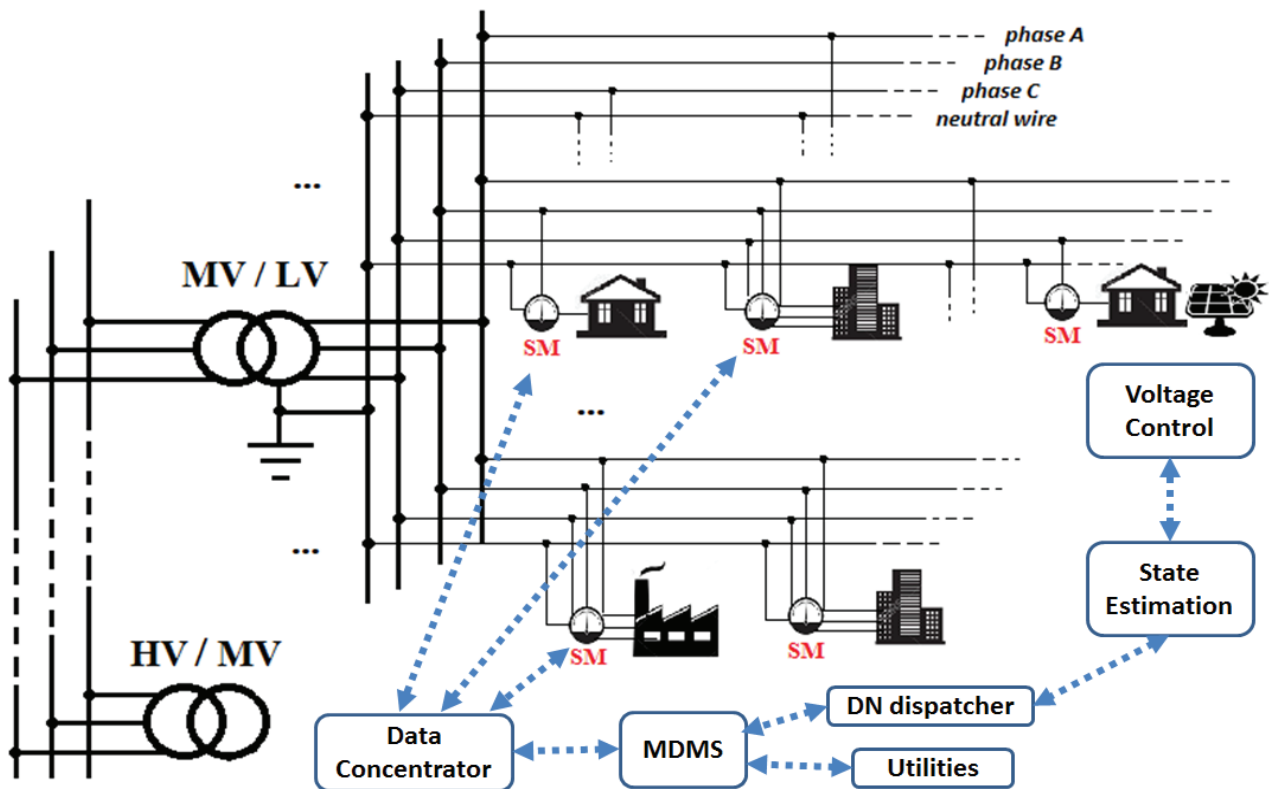 phase A
phase B
phase C
neutral wire
...
MV / LV
SM
SM
SM
...
Voltage
Control
...
State
Estimation
SM
SM
HV / MV
Data
Concentrator
MDMS
DN dispatcher
Utilities